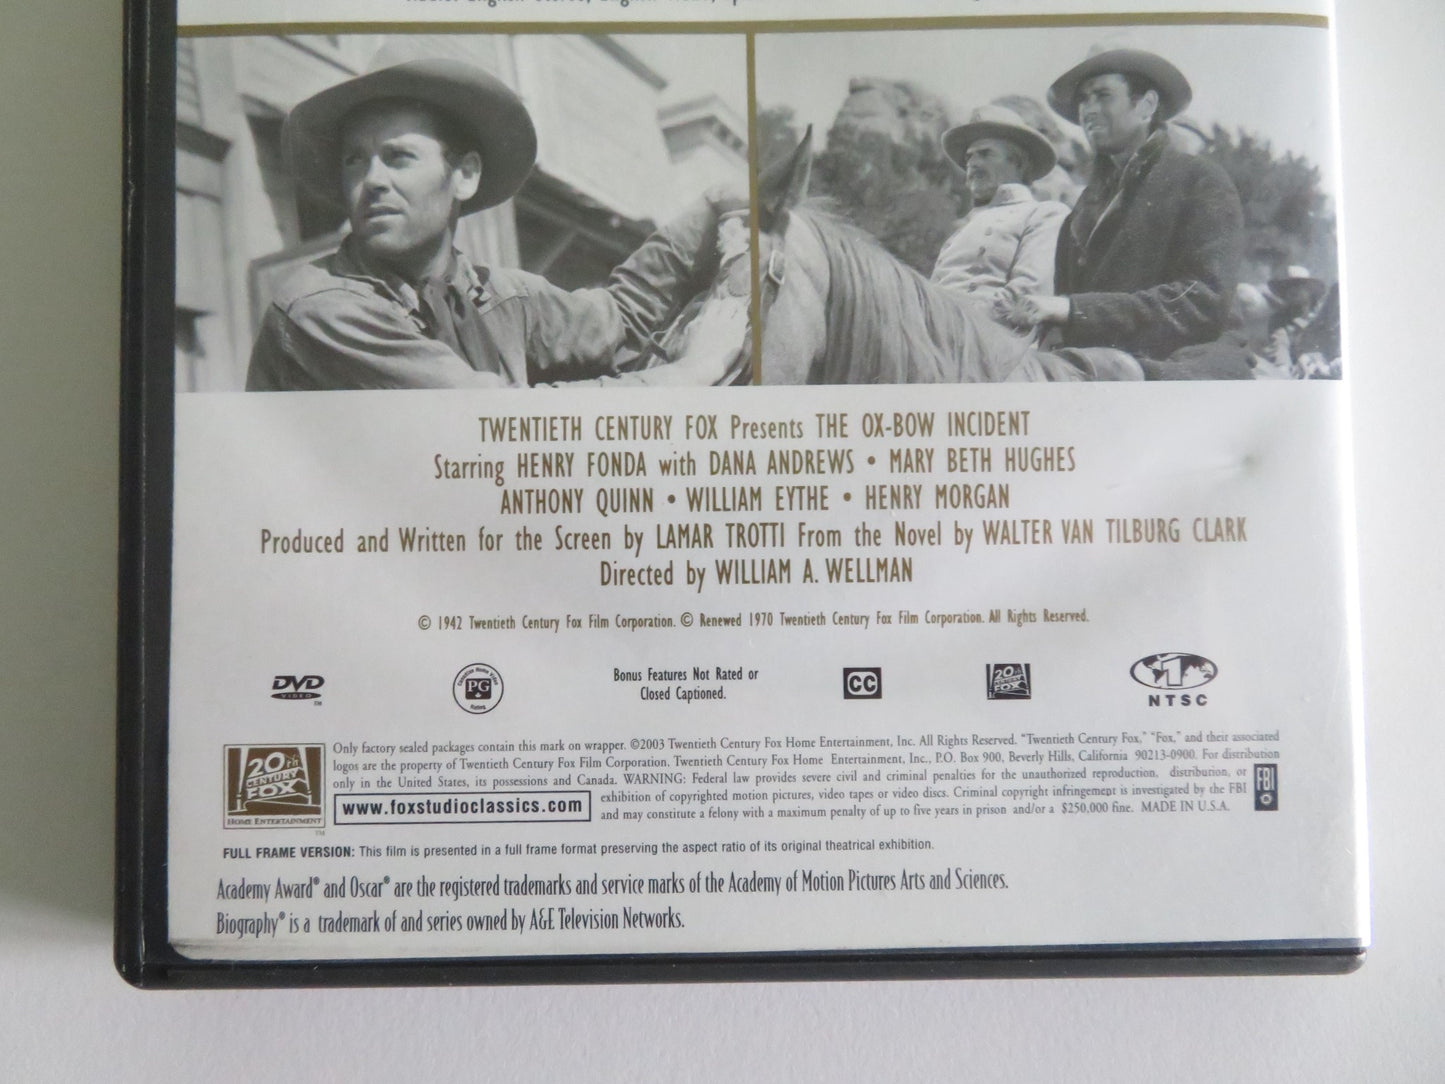 TWENTIETH CENTURY FOX Presents THE OX-BOW INCIDENT
Starring HENRY FONDA with DANA ANDREWS • MARY BETH HUGHES
ANTHONY QUINN • WILLIAM EYTHE • HENRY MORGAN
Produced and Written for the Screen by LAMAR TROTTI From the Novel by WALTER VAN TILBURG CLARK
Directed by WILLIAM A. WELLMAN
© 1942 Twentieth Century Fox Film Corporation. © Renewed 1970 Twentieth Century Fox Film Corporation. All Rights Reserved.
DVD
VIDEO
TM
Canadian Home Video
PG
Rating
Bonus Features Not Rated or
Closed Captioned.
CC
20th
CENTURY
FOX
1
NTSC
20th
CENTURY
FOX
HOME ENTERTAINMENT
TM
Only factory sealed packages contain this mark on wrapper. ©2003 Twentieth Century Fox Home Entertainment, Inc. All Rights Reserved. "Twentieth Century Fox," "Fox," and their associated
logos are the property of Twentieth Century Fox Film Corporation. Twentieth Century Fox Home Entertainment, Inc., P.O. Box 900, Beverly Hills, California 90213-0900. For distribution
only in the United States, its possessions and Canada. WARNING: Federal law provides severe civil and criminal penalties for the unauthorized reproduction, distribution, or
exhibition of copyrighted motion pictures, video tapes or video discs. Criminal copyright infringement is investigated by the FBI
and may constitute a felony with a maximum penalty of up to five years in prison and/or a $250,000 fine. MADE IN U.S.A.
www.foxstudioclassics.com
FBI
FULL FRAME VERSION: This film is presented in a full frame format preserving the aspect ratio of its original theatrical exhibition.
Academy Award® and Oscar® are the registered trademarks and service marks of the Academy of Motion Pictures Arts and Sciences.
Biography® is a trademark of and series owned by A&E Television Networks.